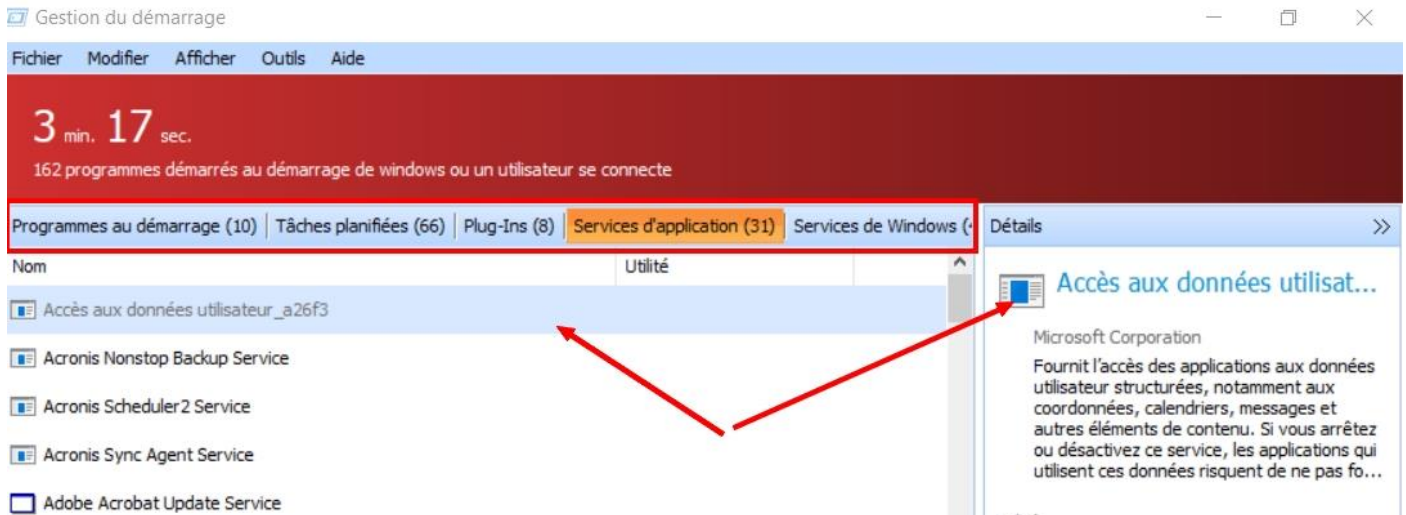 Gestion du démarrage
Fichier Modifier Afficher Outils Aide
3 min. 17 sec.
162 programmes démarrés au démarrage de windows ou un utilisateur se connecte
Programmes au démarrage (10) Tâches planifiées (66) Plug-Ins (8) Services d'application (31) Services de Windows (
Détails
Nom Utilité
Accès aux données utilisateur_a26f3
Acronis Nonstop Backup Service
Acronis Scheduler2 Service
Acronis Sync Agent Service
Adobe Acrobat Update Service
Accès aux données utilisat...
Microsoft Corporation
Fournit l'accès des applications aux données
utilisateur structurées, notamment aux
coordonnées, calendriers, messages et
autres éléments de contenu. Si vous arrêtez
ou désactivez ce service, les applications qui
utilisent ces données risquent de ne pas fo...